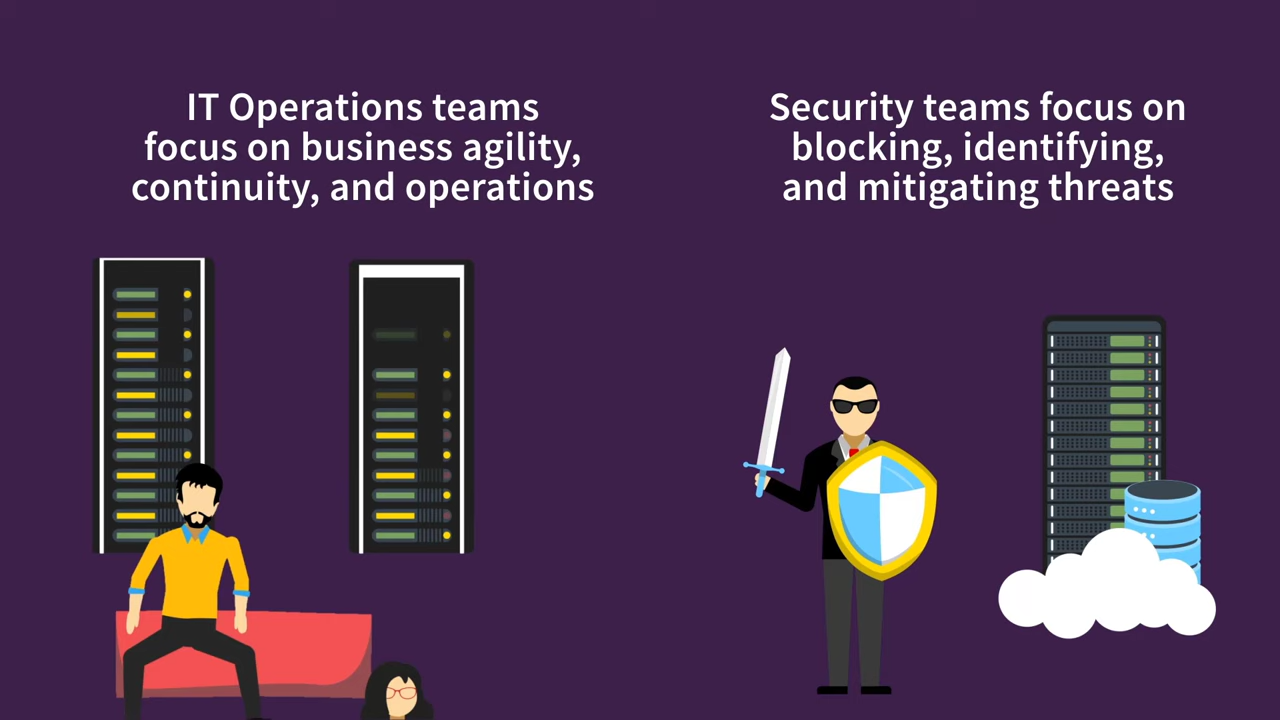 IT Operations teams
focus on business agility,
continuity, and operations
Security teams focus on
blocking, identifying,
and mitigating threats